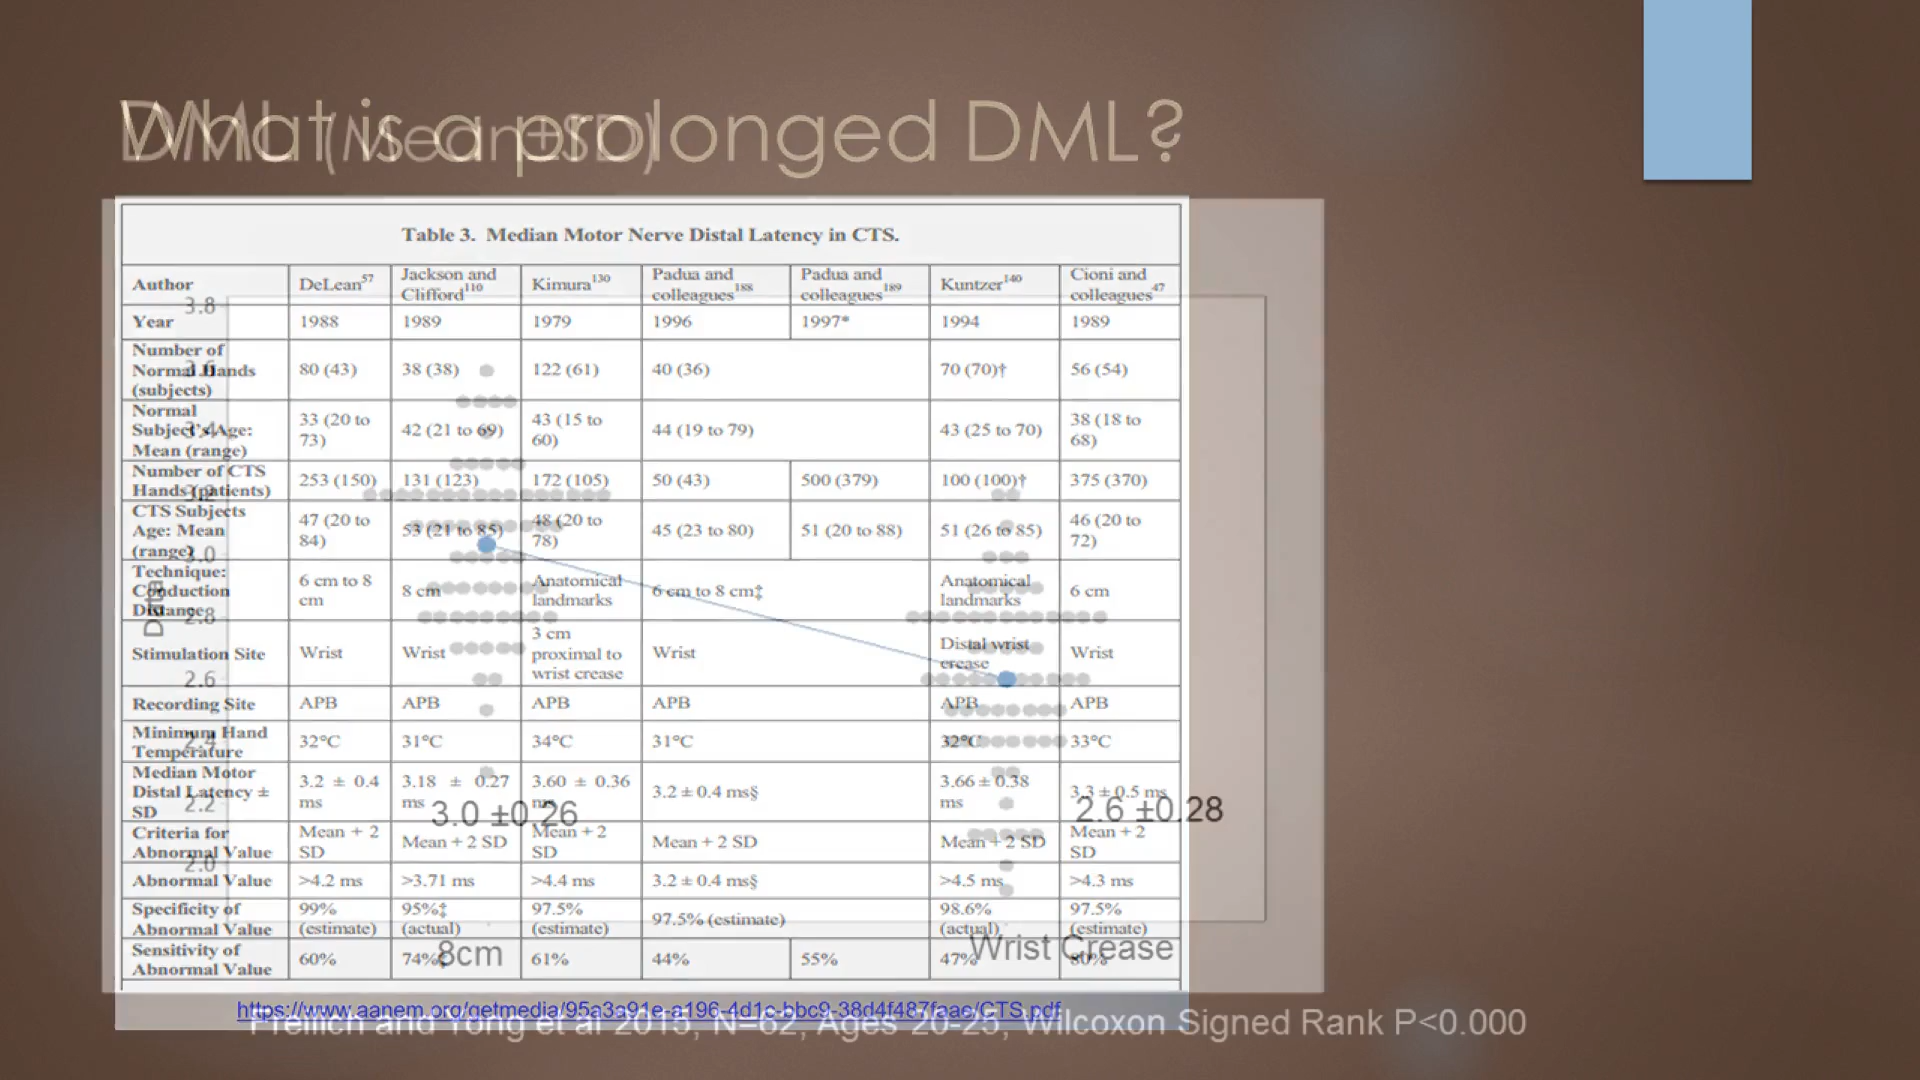 What is a prolonged DML?
DML (Mean±SD)
Table 3. Median Motor Nerve Distal Latency in CTS.
Author DeLean57 Jackson and Clifford110 Kimura130 Padua and colleagues188 Padua and colleagues189 Kuntzer140 Cioni and colleagues47
Year 1988 1989 1979 1996 1997* 1994 1989
Number of Normal Hands (subjects) 80 (43) 38 (38) 122 (61) 40 (36) 70 (70)† 56 (54)
Normal Subject's Age: Mean (range) 33 (20 to 73) 42 (21 to 69) 43 (15 to 60) 44 (19 to 79) 43 (25 to 70) 38 (18 to 68)
Number of CTS Hands (patients) 253 (150) 131 (123) 172 (105) 50 (43) 500 (379) 100 (100)† 375 (370)
CTS Subjects Age: Mean (range) 47 (20 to 84) 53 (21 to 85) 48 (20 to 78) 45 (23 to 80) 51 (20 to 88) 51 (26 to 85) 46 (20 to 72)
Technique: Conduction Distance 6 cm to 8 cm 8 cm Anatomical landmarks 6 cm to 8 cm‡ Anatomical landmarks 6 cm
Stimulation Site Wrist Wrist 3 cm proximal to wrist crease Wrist Distal wrist crease Wrist
Recording Site APB APB APB APB APB APB
Minimum Hand Temperature 32°C 31°C 34°C 31°C 32°C 33°C
Median Motor Distal Latency ± SD 3.2 ± 0.4 ms 3.18 ± 0.27 ms 3.60 ± 0.36 ms 3.2 ± 0.4 ms§ 3.66 ± 0.38 ms 3.3 ± 0.5 ms
Criteria for Abnormal Value Mean + 2 SD Mean + 2 SD Mean + 2 SD Mean + 2 SD Mean + 2 SD Mean + 2 SD
Abnormal Value >4.2 ms >3.71 ms >4.4 ms 3.2 ± 0.4 ms§ >4.5 ms >4.3 ms
Specificity of Abnormal Value 99% (estimate) 95%‡ (actual) 97.5% (estimate) 97.5% (estimate) 98.6% (actual) 97.5% (estimate)
Sensitivity of Abnormal Value 60% 74%‡ 61% 44% 55% 47% 80%
3.8
3.6
3.4
3.2
3.0
2.8
2.6
2.4
2.2
2.0
Data
3.0 ±0.26
2.6 ±0.28
8cm
Wrist Crease
https://www.aanem.org/getmedia/95a3a91e-a196-4d1c-bbc9-38d4f487faae/CTS.pdf
Prellich and Tong et al 2015, N=62, Ages 20-25, Wilcoxon Signed Rank P<0.000